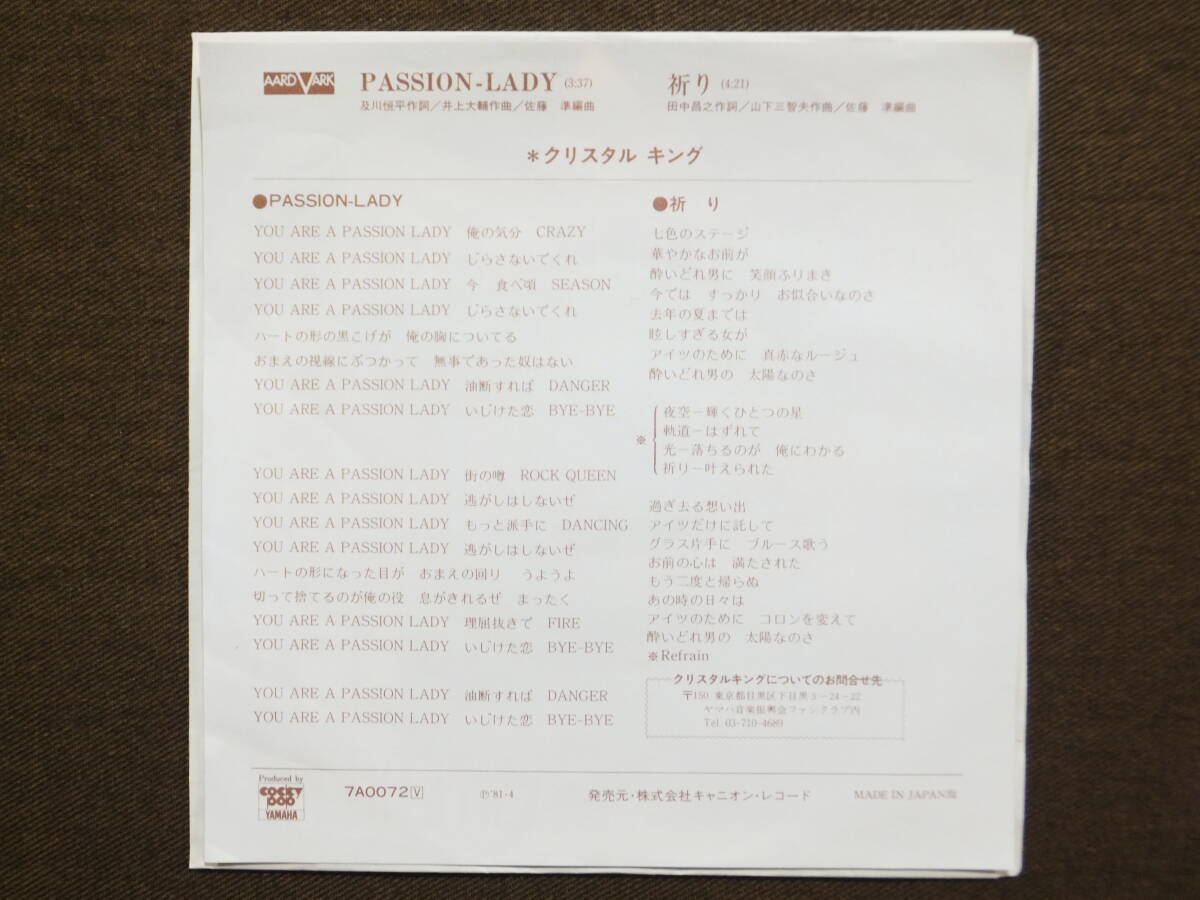 AARDVARK
PASSION-LADY (3:37)
及川恒平作詞／井上大輔作曲／佐藤　準編曲
祈り (4:21)
田中昌之作詞／山下三智夫作曲／佐藤　準編曲
＊クリスタル キング
●PASSION-LADY
YOU ARE A PASSION LADY　俺の気分　CRAZY
YOU ARE A PASSION LADY　じらさないでくれ
YOU ARE A PASSION LADY　今　食べ頃　SEASON
YOU ARE A PASSION LADY　じらさないでくれ
ハートの形の黒こげが　俺の胸についてる
おまえの視線にぶつかって　無事であった奴はない
YOU ARE A PASSION LADY　油断すれば　DANGER
YOU ARE A PASSION LADY　いじけた恋　BYE-BYE
YOU ARE A PASSION LADY　街の噂　ROCK QUEEN
YOU ARE A PASSION LADY　逃がしはしないぜ
YOU ARE A PASSION LADY　もっと派手に　DANCING
YOU ARE A PASSION LADY　逃がしはしないぜ
ハートの形になった目が　おまえの回り　うようよ
切って捨てるのが俺の役　息がきれるぜ　まったく
YOU ARE A PASSION LADY　理屈抜きで　FIRE
YOU ARE A PASSION LADY　いじけた恋　BYE-BYE
YOU ARE A PASSION LADY　油断すれば　DANGER
YOU ARE A PASSION LADY　いじけた恋　BYE-BYE
●祈　り
七色のステージ
華やかなお前が
酔いどれ男に　笑顔ふりまき
今では　すっかり　お似合いなのさ
去年の夏までは
眩しすぎる女が
アイツのために　真赤なルージュ
酔いどれ男の　太陽なのさ
※
夜空－輝くひとつの星
軌道－はずれて
光－落ちるのが　俺にわかる
祈り－叶えられた
過ぎ去る想い出
アイツだけに託して
グラス片手に　ブルース歌う
お前の心は　満たされた
もう二度と帰らぬ
あの時の日々は
アイツのために　コロンを変えて
酔いどれ男の　太陽なのさ
※Refrain
クリスタルキングについてのお問合せ先
〒150 東京都目黒区下目黒3－24－22
ヤマハ音楽振興会ファンクラブ内
Tel. 03-710-4689
Produced by
COCKY POP
YAMAHA
7A0072 V
Ⓟ'81・4
発売元・株式会社キャニオン・レコード
MADE IN JAPAN